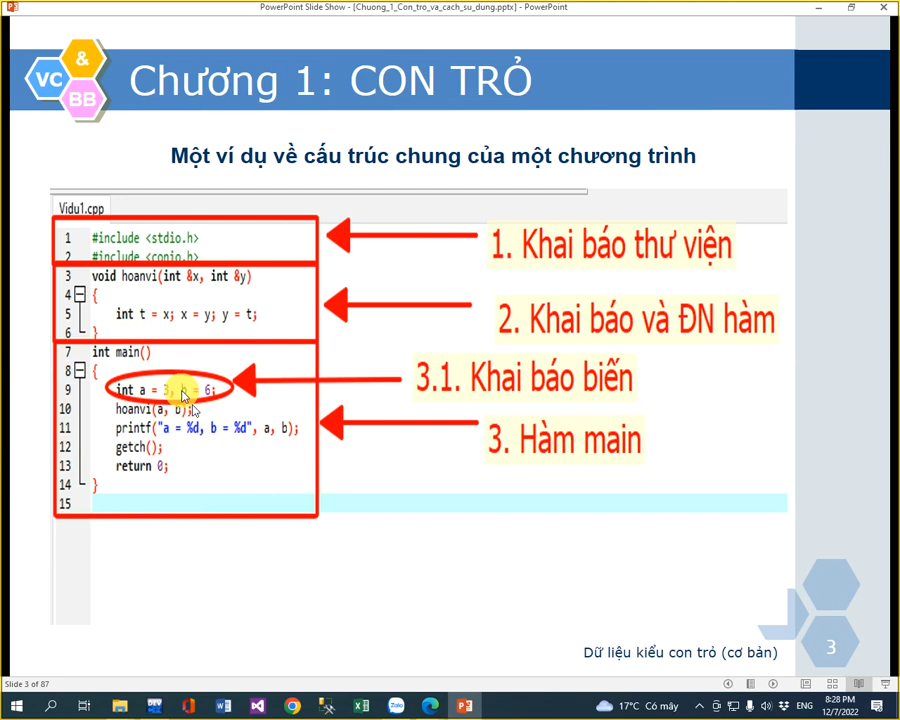 PowerPoint Slide Show - [Chuong_1_Con_tro_va_cach_su_dung.pptx] - PowerPoint
VC & BB
Chương 1: CON TRỎ
Một ví dụ về cấu trúc chung của một chương trình
Vidu1.cpp
1 #include <stdio.h>
2 #include <conio.h>
3 void hoanvi(int &x, int &y)
4 {
5 int t = x; x = y; y = t;
6 }
7 int main()
8 {
9 int a = 3, b = 6;
10 hoanvi(a, b);
11 printf("a = %d, b = %d", a, b);
12 getch();
13 return 0;
14 }
15
1. Khai báo thư viện
2. Khai báo và ĐN hàm
3.1. Khai báo biến
3. Hàm main
Dữ liệu kiểu con trỏ (cơ bản)
3
Slide 3 of 87
17°C Có mây
ENG
8:28 PM
12/7/2022
DEV
Zalo